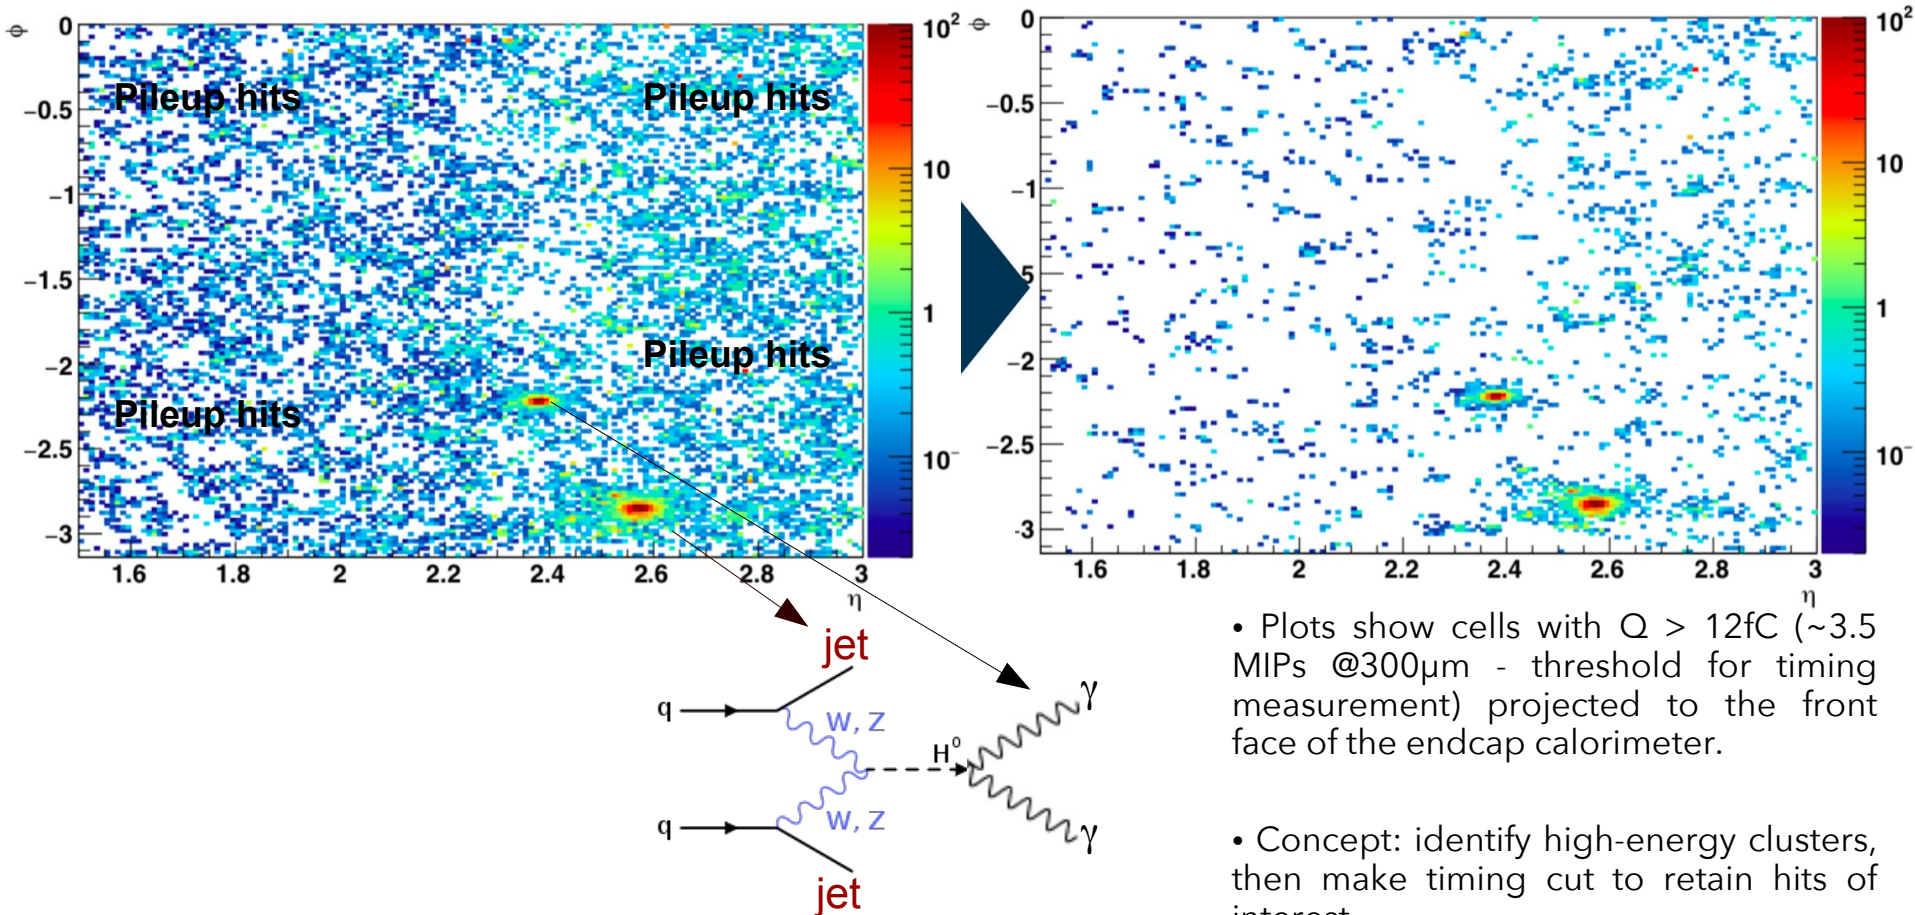 ϕ
0
−0.5
−1
−1.5
−2
−2.5
−3
1.6 1.8 2 2.2 2.4 2.6 2.8 3
η
10²
10
1
10⁻
Pileup hits Pileup hits
Pileup hits
Pileup hits
ϕ
0
−0.5
−1
5
−2
−2.5
-3
1.6 1.8 2 2.2 2.4 2.6 2.8 3
η
10²
10
1
10⁻
jet
q
W, Z
H⁰
γ
q
W, Z
γ
jet
• Plots show cells with Q > 12fC (~3.5
MIPs @300µm - threshold for timing
measurement) projected to the front
face of the endcap calorimeter.
• Concept: identify high-energy clusters,
then make timing cut to retain hits of